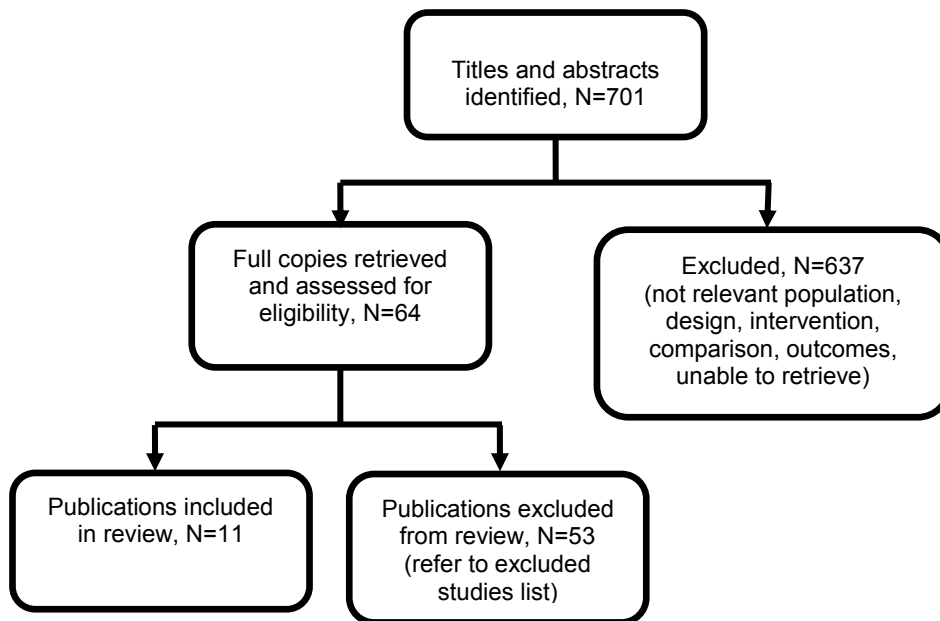 Titles and abstracts
identified, N=701
Full copies retrieved
and assessed for
eligibility, N=64
Excluded, N=637
(not relevant population,
design, intervention,
comparison, outcomes,
unable to retrieve)
Publications included
in review, N=11
Publications excluded
from review, N=53
(refer to excluded
studies list)